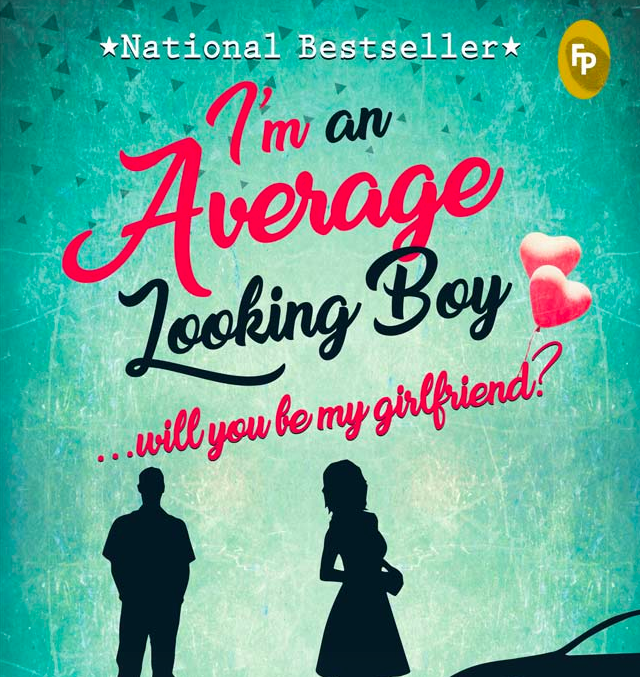 ★National Bestseller★
FP
I'm an
Average
Looking Boy
...will you be my girlfriend?